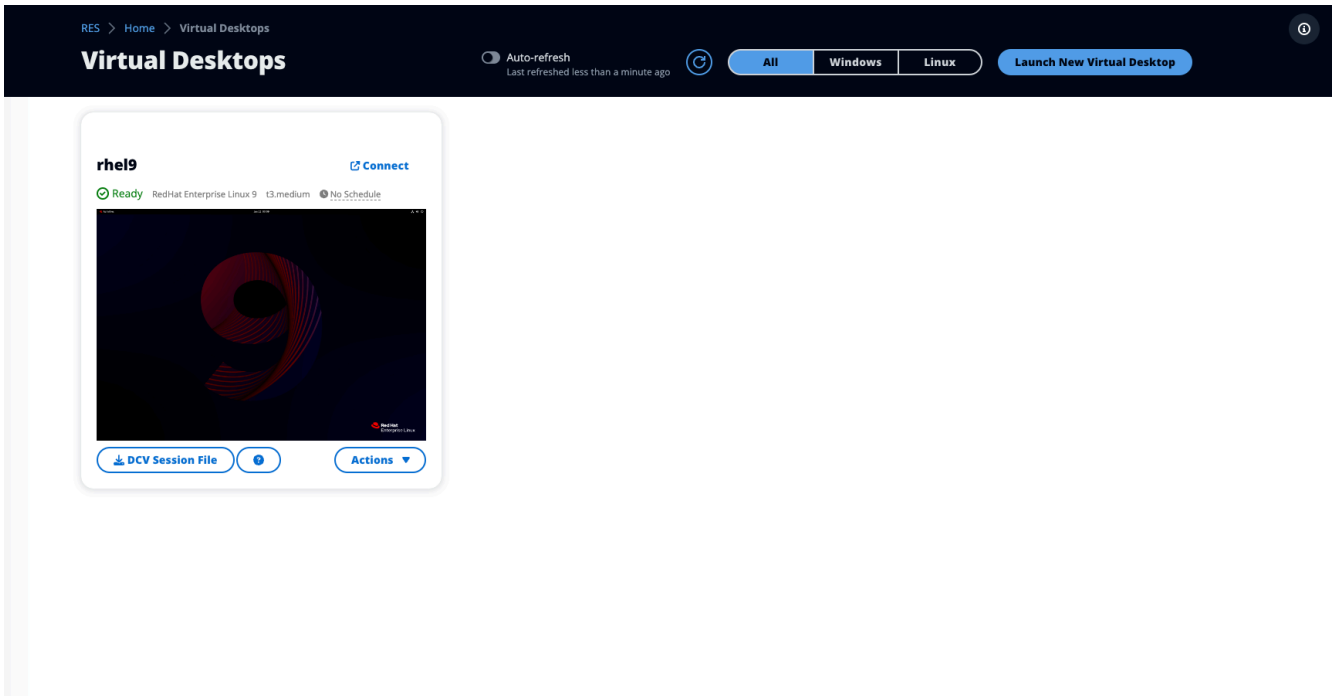 RES > Home > Virtual Desktops
Virtual Desktops
Auto-refresh
Last refreshed less than a minute ago
All
Windows
Linux
Launch New Virtual Desktop
rhel9
Connect
Ready RedHat Enterprise Linux 9 t3.medium No Schedule
Red Hat
Enterprise Linux
DCV Session File
Actions